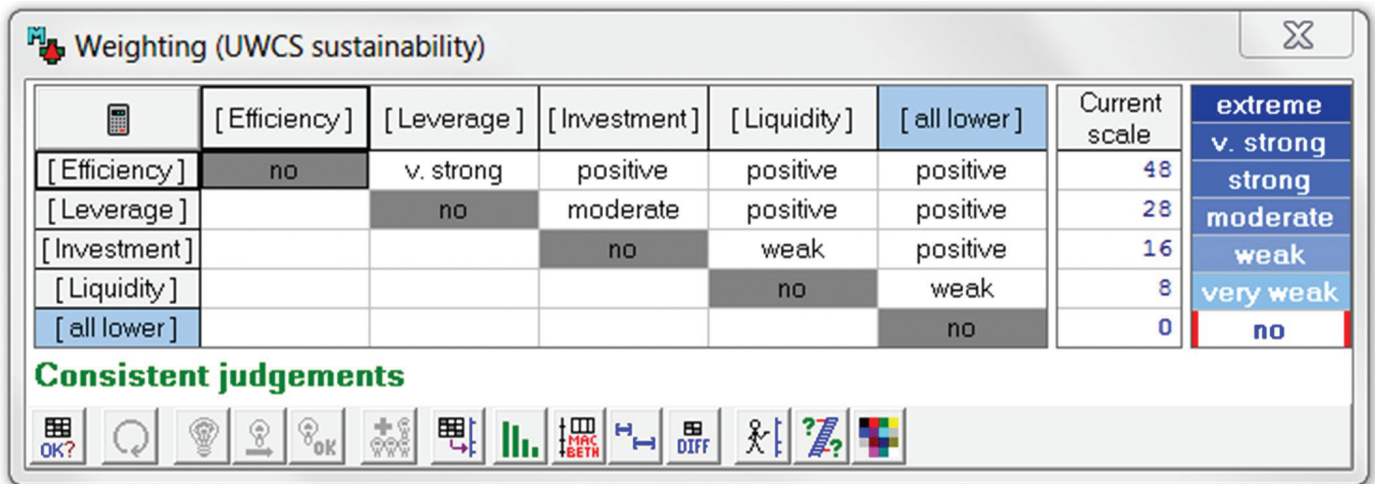 Weighting (UWCS sustainability)
[ Efficiency ] [ Leverage ] [ Investment ] [ Liquidity ] [ all lower ] Current scale extreme
v. strong
[ Efficiency ] no v. strong positive positive positive 48 strong
[ Leverage ] no moderate positive positive 28 moderate
[ Investment ] no weak positive 16 weak
[ Liquidity ] no weak 8 very weak
[ all lower ] no 0 no
Consistent judgements
OK? OK MAC BETH DIFF ? ?